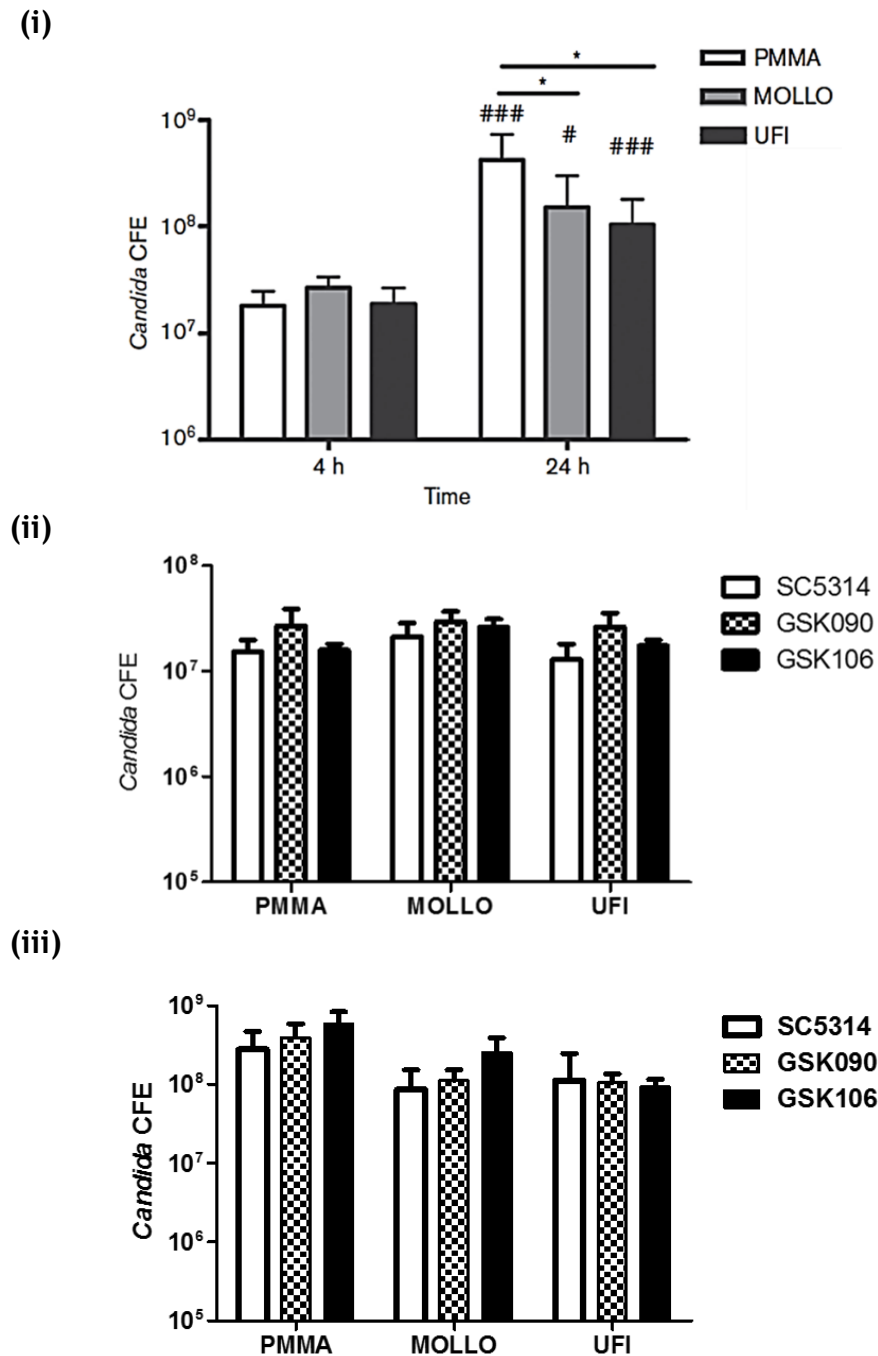 (i)
PMMA
MOLLO
UFI
*
*
###
#
###
10⁹
10⁸
10⁷
10⁶
Candida CFE
4 h
24 h
Time
(ii)
10⁸
10⁷
10⁶
10⁵
Candida CFE
SC5314
GSK090
GSK106
PMMA
MOLLO
UFI
(iii)
10⁹
10⁸
10⁷
10⁶
10⁵
Candida CFE
SC5314
GSK090
GSK106
PMMA
MOLLO
UFI